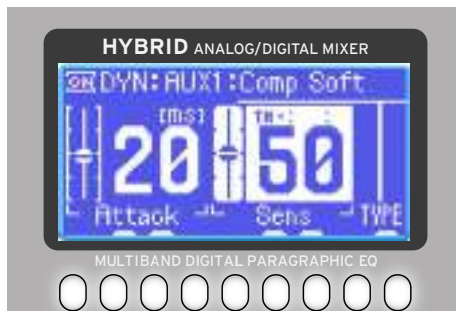 HYBRID ANALOG/DIGITAL MIXER
ON DYN:AUX1:Comp Soft
[ms]
20 50
Attack Sens TYPE
MULTIBAND DIGITAL PARAGRAPHIC EQ